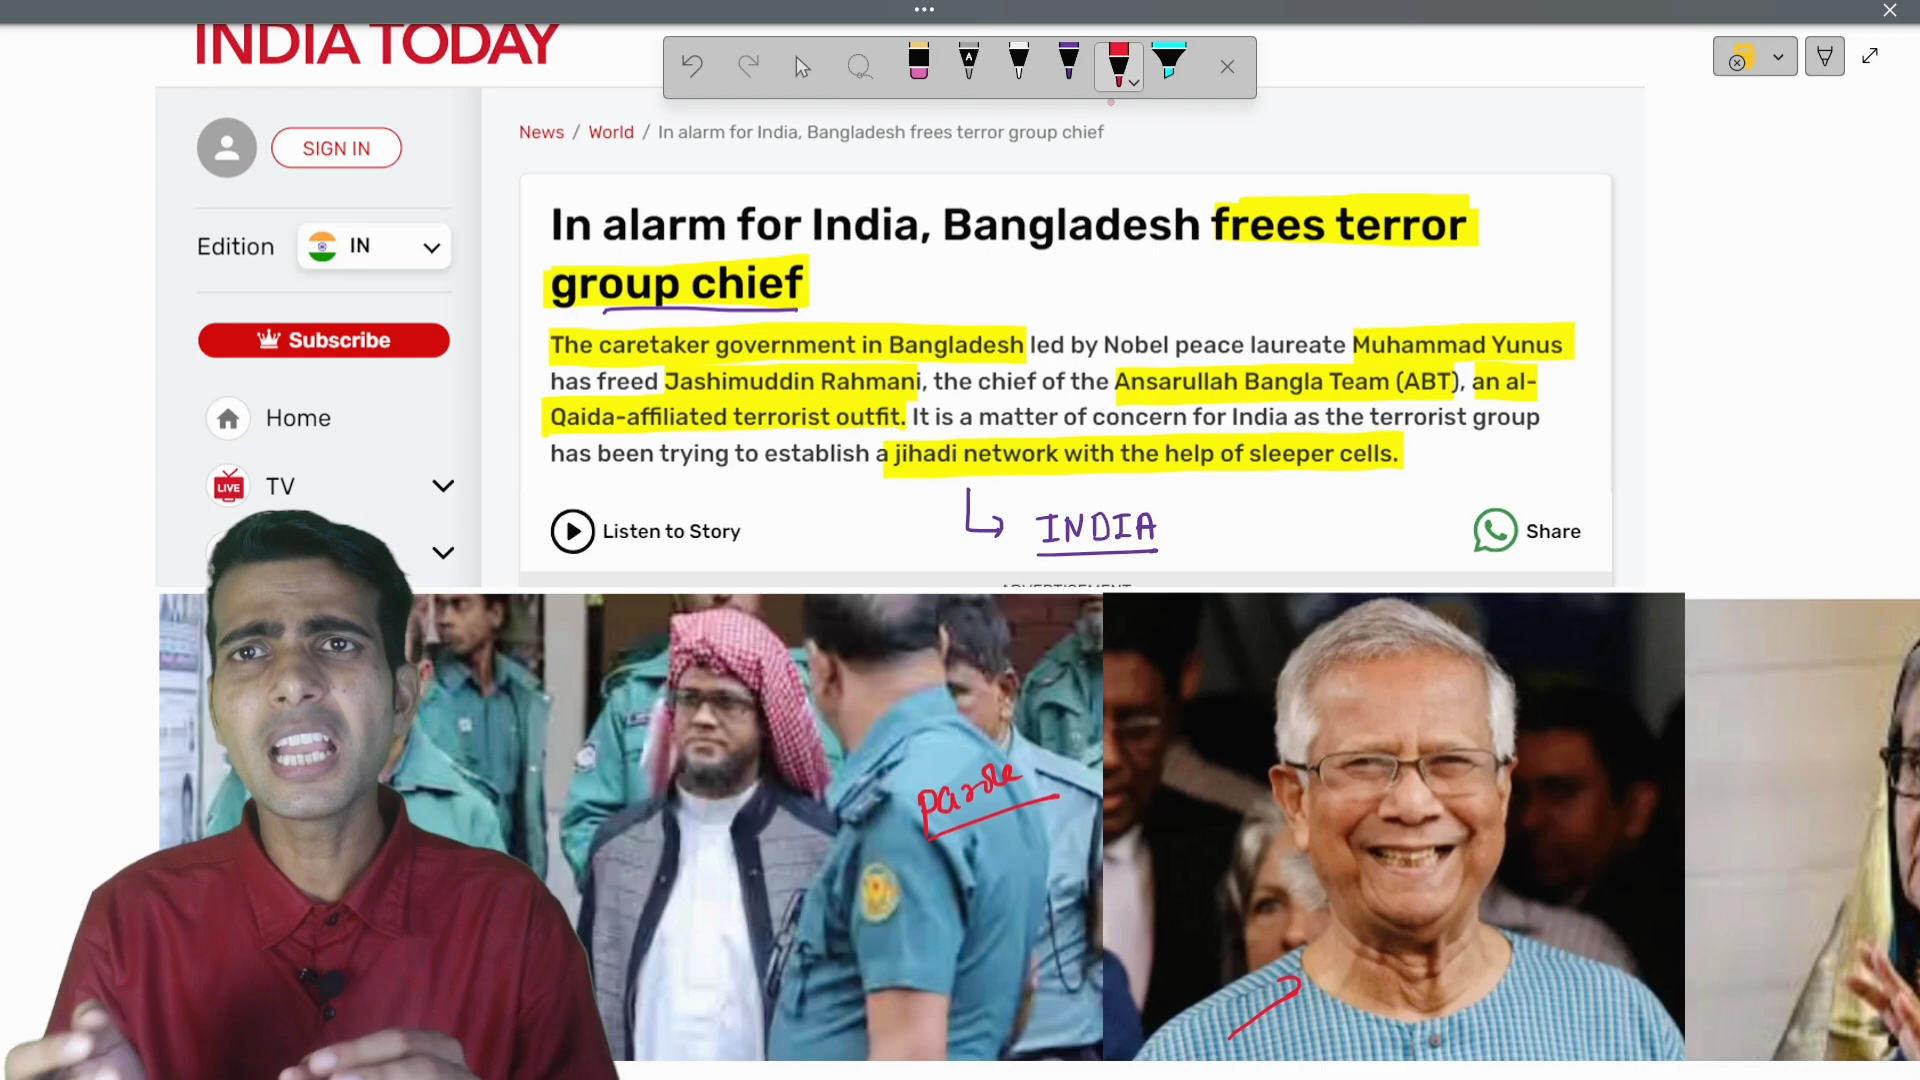 INDIA TODAY
SIGN IN
Edition
IN
Subscribe
Home
LIVE
TV
News / World / In alarm for India, Bangladesh frees terror group chief
In alarm for India, Bangladesh frees terror
group chief
The caretaker government in Bangladesh led by Nobel peace laureate Muhammad Yunus
has freed Jashimuddin Rahmani, the chief of the Ansarullah Bangla Team (ABT), an al-
Qaida-affiliated terrorist outfit. It is a matter of concern for India as the terrorist group
has been trying to establish a jihadi network with the help of sleeper cells.
INDIA
Listen to Story
Share
ADVERTISEMENT
parole